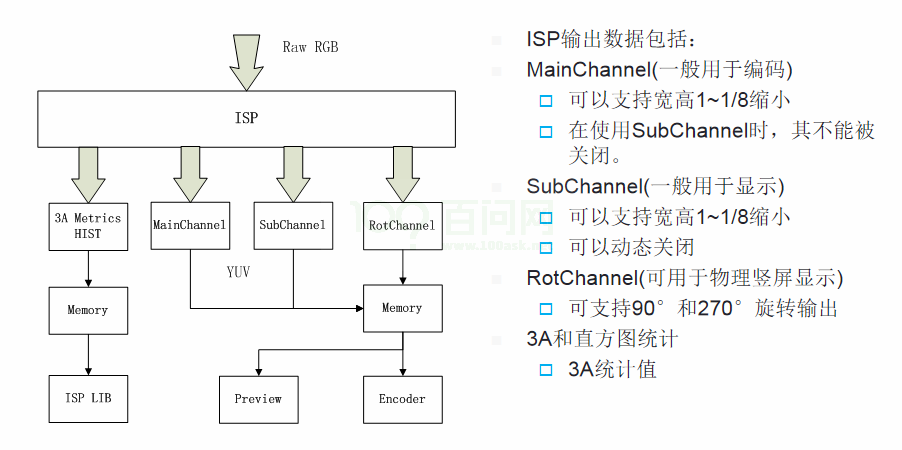 Raw RGB
ISP
3A Metrics
HIST
MainChannel
SubChannel
RotChannel
YUV
Memory
Memory
ISP LIB
Preview
Encoder
ISP输出数据包括：
MainChannel(一般用于编码)
可以支持宽高1~1/8缩小
在使用SubChannel时，其不能被
关闭。
SubChannel(一般用于显示)
可以支持宽高1~1/8缩小
可以动态关闭
RotChannel(可用于物理竖屏显示)
可支持90°和270°旋转输出
3A和直方图统计
3A统计值
百问网